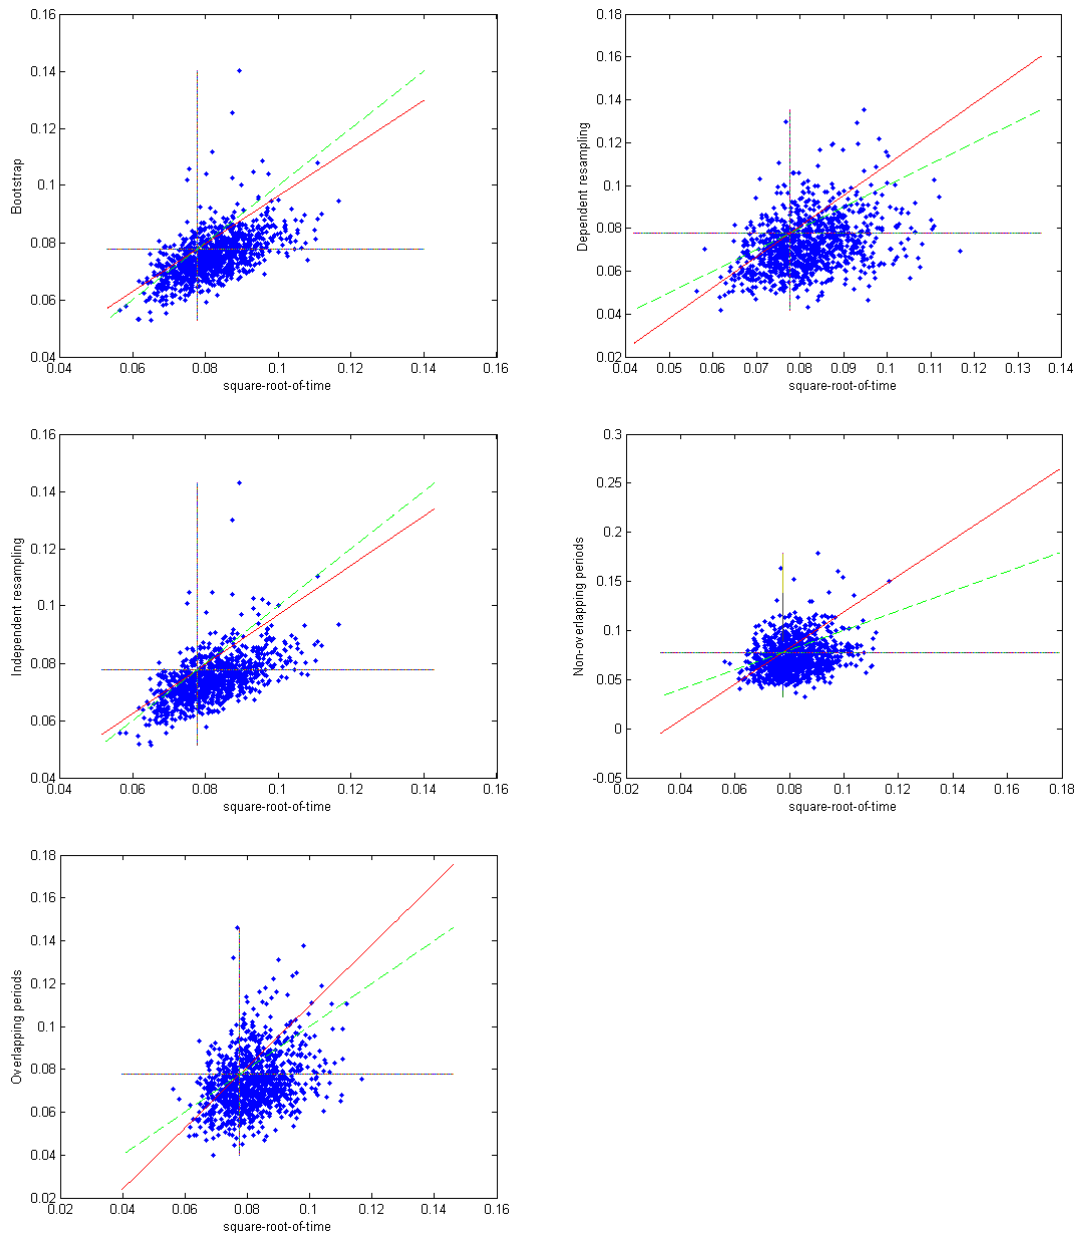 0.16
0.14
0.12
0.1
0.08
0.06
0.04
Bootstrap
0.04 0.06 0.08 0.1 0.12 0.14 0.16
square-root-of-time
0.18
0.16
0.14
0.12
0.1
0.08
0.06
0.04
0.02
Dependent resampling
0.04 0.05 0.06 0.07 0.08 0.09 0.1 0.11 0.12 0.13 0.14
square-root-of-time
0.16
0.14
0.12
0.1
0.08
0.06
0.04
Independent resampling
0.04 0.06 0.08 0.1 0.12 0.14 0.16
square-root-of-time
0.3
0.25
0.2
0.15
0.1
0.05
0
-0.05
Non-overlapping periods
0.02 0.04 0.06 0.08 0.1 0.12 0.14 0.16 0.18
square-root-of-time
0.18
0.16
0.14
0.12
0.1
0.08
0.06
0.04
0.02
Overlapping periods
0.02 0.04 0.06 0.08 0.1 0.12 0.14 0.16
square-root-of-time